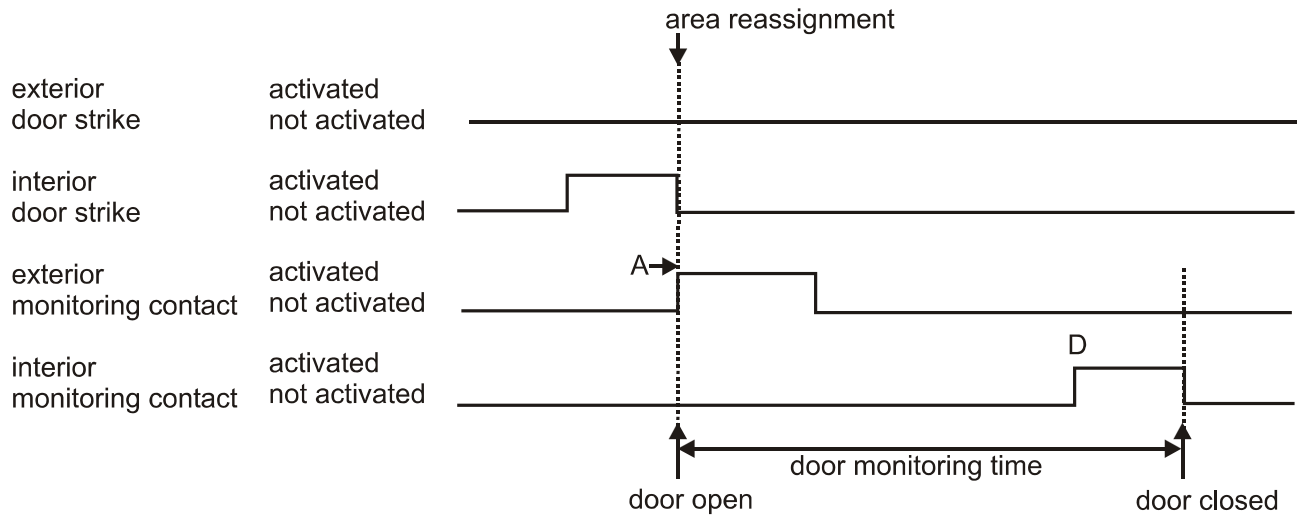 area reassignment
exterior activated
door strike not activated
interior activated
door strike not activated
A
exterior activated
monitoring contact not activated
D
interior activated
monitoring contact not activated
door monitoring time
door open door closed